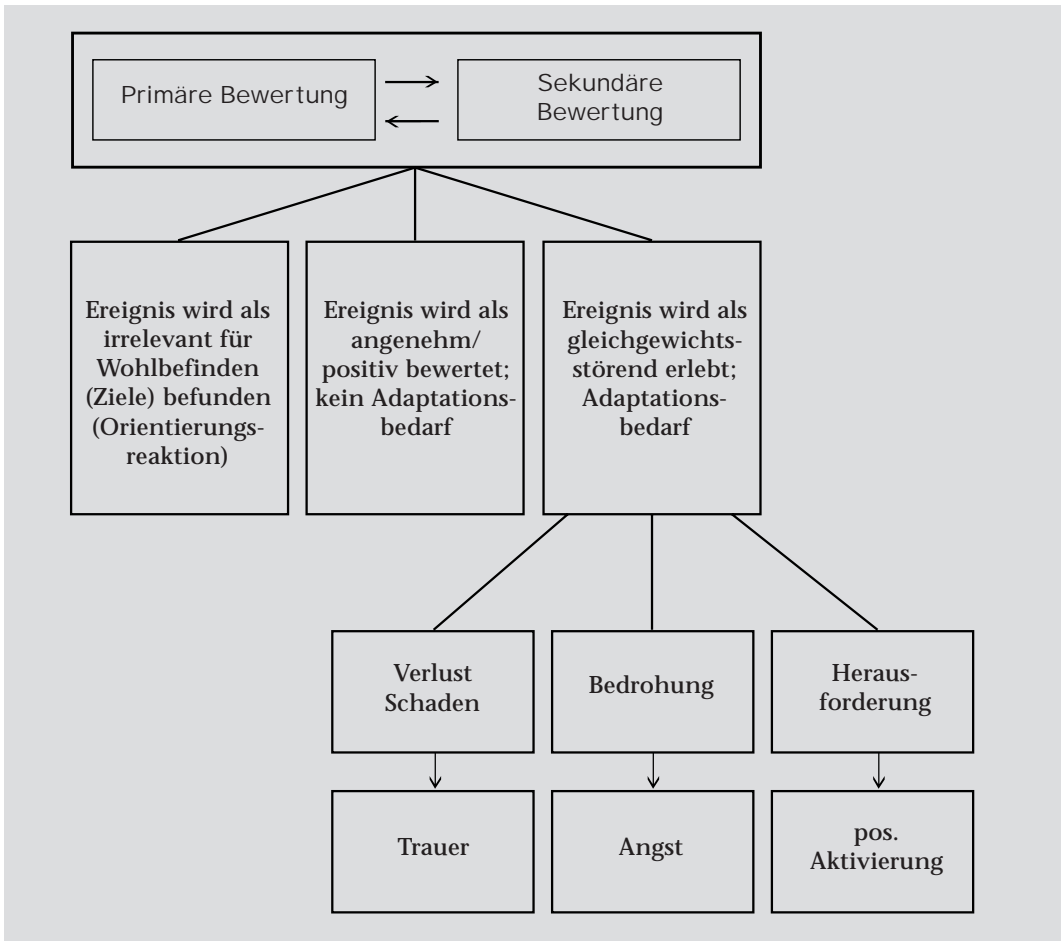 Primäre Bewertung
Sekundäre
Bewertung
Ereignis wird als
irrelevant für
Wohlbefinden
(Ziele) befunden
(Orientierungs-
reaktion)
Ereignis wird als
angenehm/
positiv bewertet;
kein Adaptations-
bedarf
Ereignis wird als
gleichgewichts-
störend erlebt;
Adaptations-
bedarf
Verlust
Schaden
Bedrohung
Heraus-
forderung
Trauer
Angst
pos.
Aktivierung